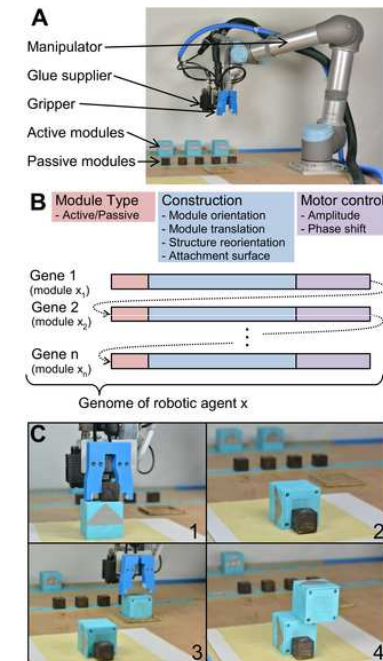 A
Manipulator
Glue supplier
Gripper
Active modules
Passive modules
B
Module Type
- Active/Passive
Construction
- Module orientation
- Module translation
- Structure reorientation
- Attachment surface
Motor control
- Amplitude
- Phase shift
Gene 1
(module x1)
Gene 2
(module x2)
Gene n
(module xn)
Genome of robotic agent x
C
1
2
3
4